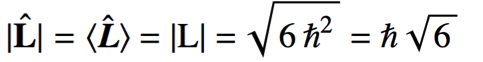 |L̂| = ⟨L̂⟩ = |L| = √(6 ħ²) = ħ √6